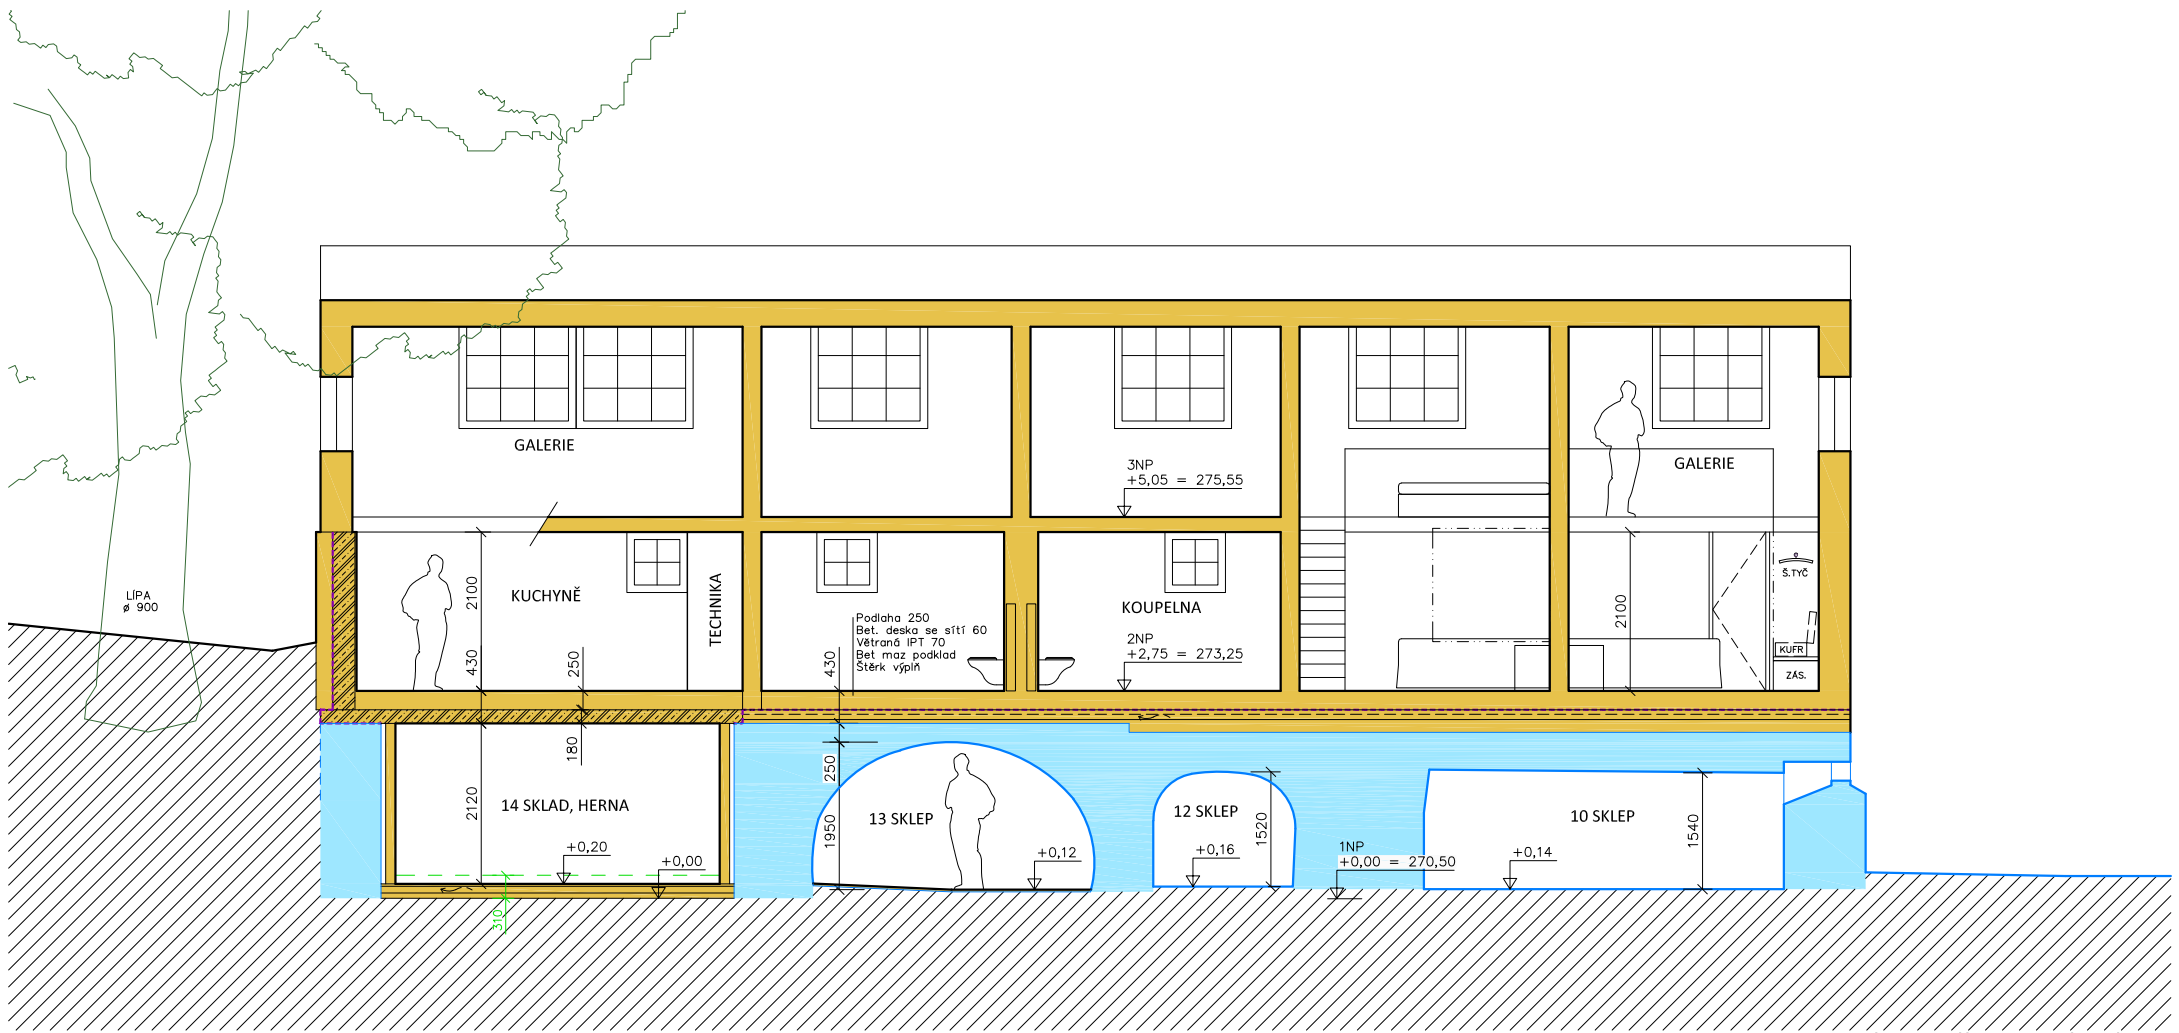 GALERIE
3NP
+5,05 = 275,55
GALERIE
LÍPA
ø 900
2100
KUCHYNĚ
TECHNIKA
430
250
Podlaha 250
Bet. deska se sítí 60
Větraná IPT 70
Bet maz podklad
Štěrk výplň
430
KOUPELNA
2NP
+2,75 = 273,25
2100
Š.TYČ
KUFR
ZÁS.
180
2120
14 SKLAD, HERNA
+0,20
+0,00
310
250
1950
13 SKLEP
+0,12
12 SKLEP
1520
+0,16
1NP
+0,00 = 270,50
10 SKLEP
+0,14
1540